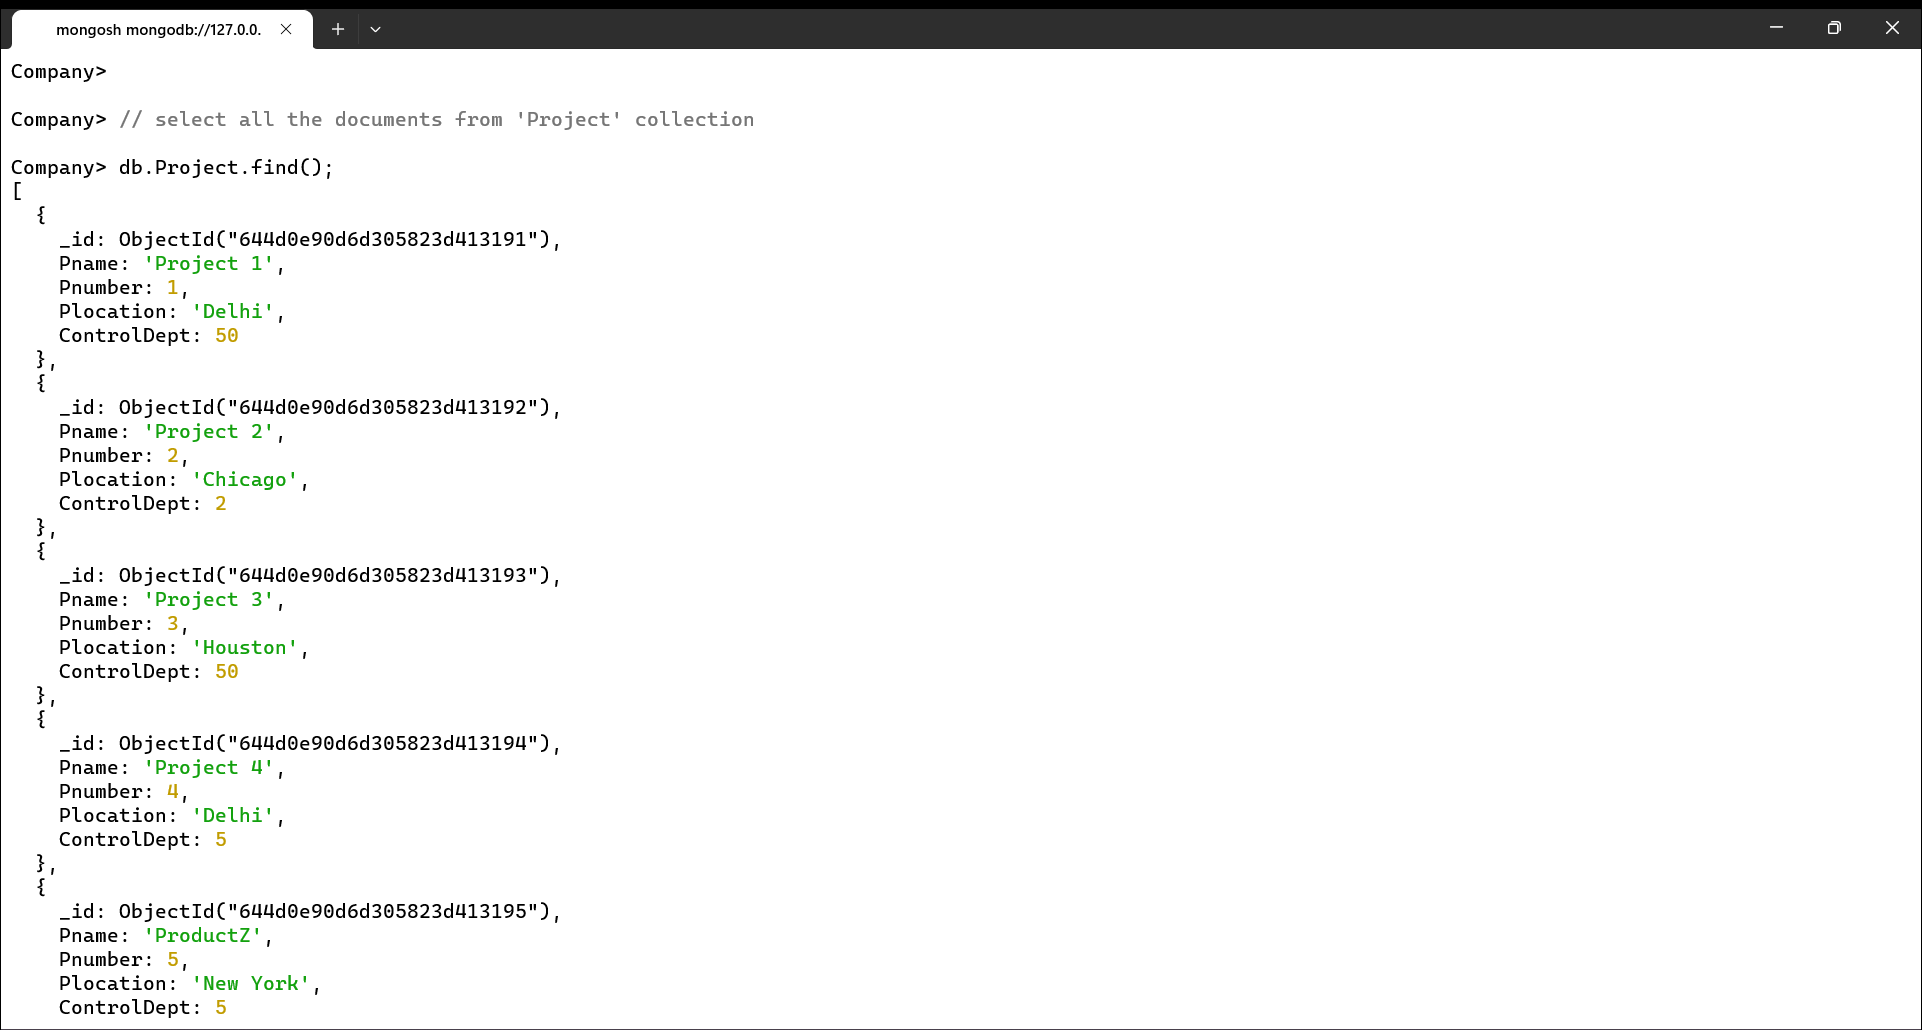 mongosh mongodb://127.0.0.
Company>
Company> // select all the documents from 'Project' collection
Company> db.Project.find();
[
  {
    _id: ObjectId("644d0e90d6d305823d413191"),
    Pname: 'Project 1',
    Pnumber: 1,
    Plocation: 'Delhi',
    ControlDept: 50
  },
  {
    _id: ObjectId("644d0e90d6d305823d413192"),
    Pname: 'Project 2',
    Pnumber: 2,
    Plocation: 'Chicago',
    ControlDept: 2
  },
  {
    _id: ObjectId("644d0e90d6d305823d413193"),
    Pname: 'Project 3',
    Pnumber: 3,
    Plocation: 'Houston',
    ControlDept: 50
  },
  {
    _id: ObjectId("644d0e90d6d305823d413194"),
    Pname: 'Project 4',
    Pnumber: 4,
    Plocation: 'Delhi',
    ControlDept: 5
  },
  {
    _id: ObjectId("644d0e90d6d305823d413195"),
    Pname: 'ProductZ',
    Pnumber: 5,
    Plocation: 'New York',
    ControlDept: 5